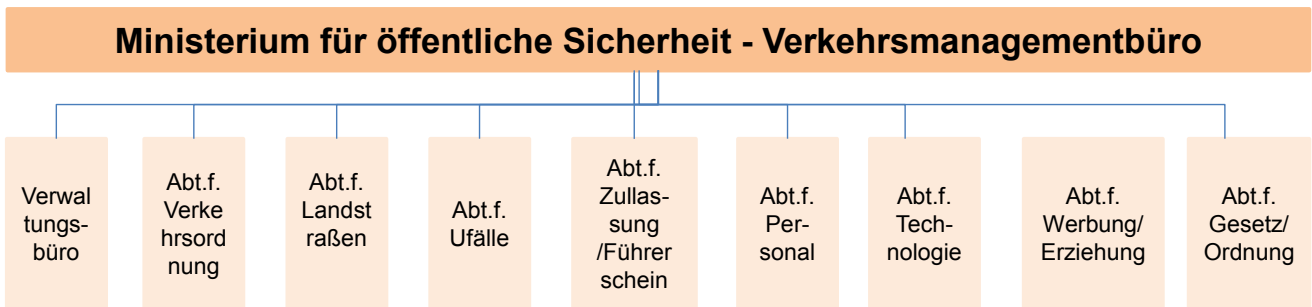 Ministerium für öffentliche Sicherheit - Verkehrsmanagementbüro
Verwal
tungs-
büro
Abt.f.
Verke
hrsord
nung
Abt.f.
Landst
raßen
Abt.f.
Ufälle
Abt.f.
Zullas-
sung
/Führer
schein
Abt.f.
Per-
sonal
Abt.f.
Tech-
nologie
Abt.f.
Werbung/
Erziehung
Abt.f.
Gesetz/
Ordnung